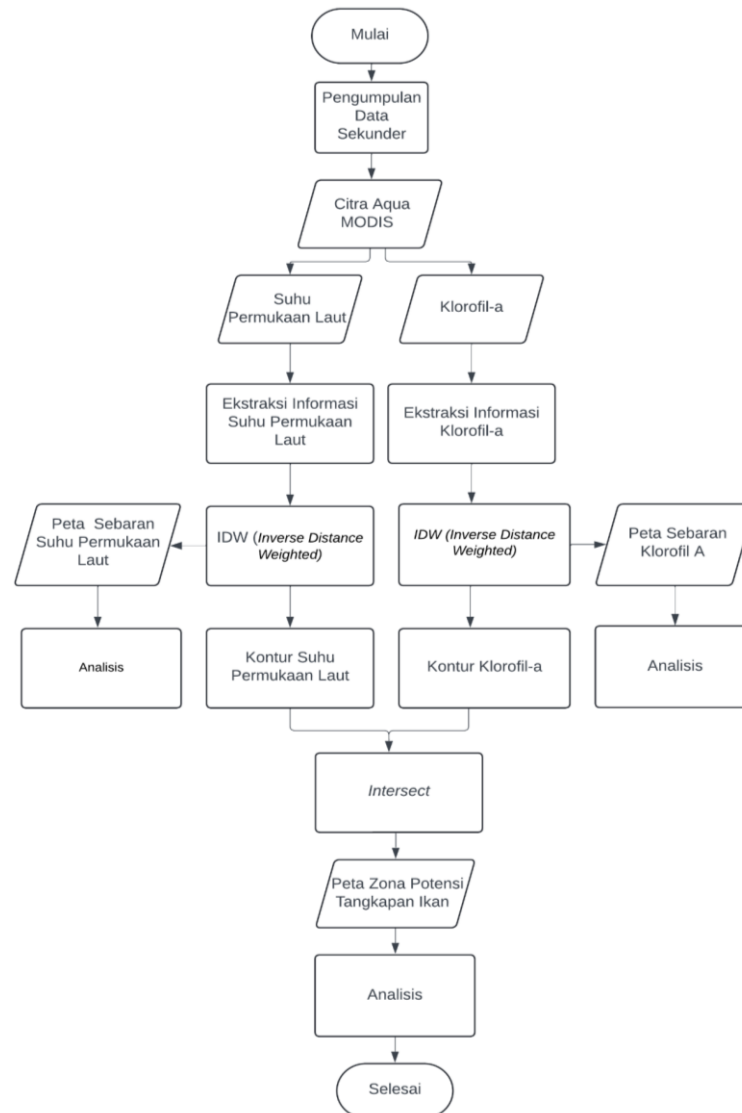 Mulai
Pengumpulan
Data
Sekunder
Citra Aqua
MODIS
Suhu
Permukaan Laut
Klorofil-a
Ekstraksi Informasi
Suhu Permukaan
Laut
Ekstraksi Informasi
Klorofil-a
Peta Sebaran
Suhu Permukaan
Laut
IDW (Inverse Distance
Weighted)
IDW (Inverse Distance
Weighted)
Peta Sebaran
Klorofil A
Analisis
Kontur Suhu
Permukaan Laut
Kontur Klorofil-a
Analisis
Intersect
Peta Zona Potensi
Tangkapan Ikan
Analisis
Selesai